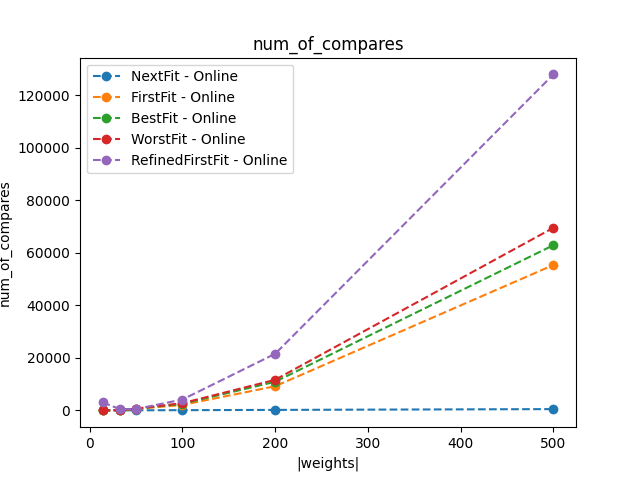 num_of_compares
NextFit - Online
FirstFit - Online
BestFit - Online
WorstFit - Online
RefinedFirstFit - Online
120000
100000
80000
60000
40000
20000
0
num_of_compares
0 100 200 300 400 500
|weights|